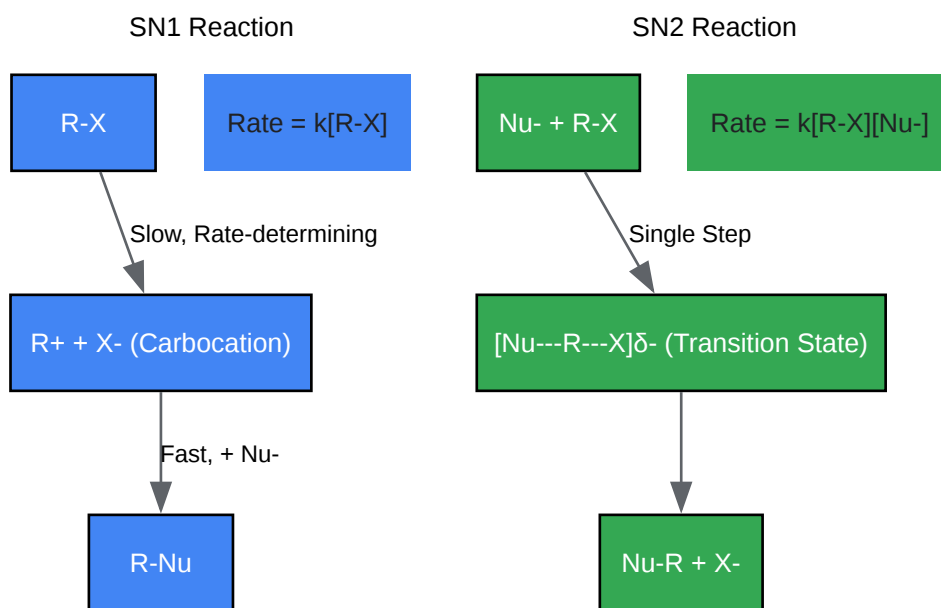 SN1 Reaction
R-X
Rate = k[R-X]
Slow, Rate-determining
R+ + X- (Carbocation)
Fast, + Nu-
R-Nu
SN2 Reaction
Nu- + R-X
Rate = k[R-X][Nu-]
Single Step
[Nu---R---X]δ- (Transition State)
Nu-R + X-